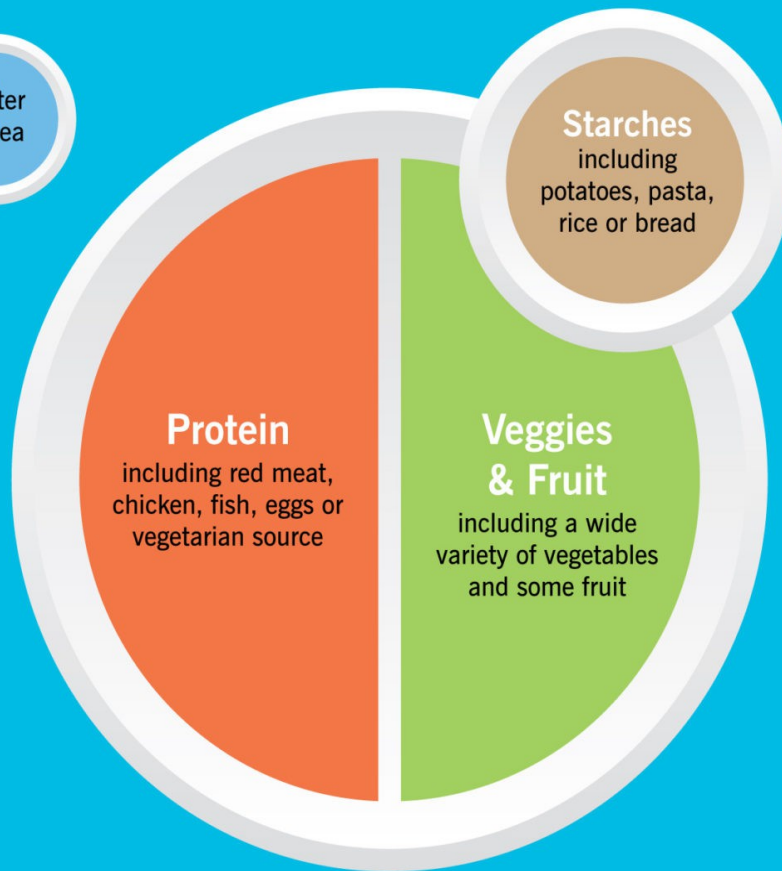 Starches
including
potatoes, pasta,
rice or bread
Protein
including red meat,
chicken, fish, eggs or
vegetarian source
Veggies
& Fruit
including a wide
variety of vegetables
and some fruit